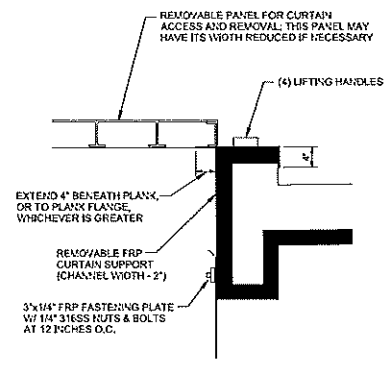 REMOVABLE PANEL FOR CURTAIN
ACCESS AND REMOVAL; THIS PANEL MAY
HAVE ITS WIDTH REDUCED IF NECESSARY
(4) LIFTING HANDLES
4"
EXTEND 4" BENEATH PLANK,
OR TO PLANK FLANGE,
WHICHEVER IS GREATER
REMOVABLE FRP
CURTAIN SUPPORT
(CHANNEL WIDTH - 2")
3"x1/4" FRP FASTENING PLATE
W/ 1/4" 316SS NUTS & BOLTS
AT 12 INCHES O.C.